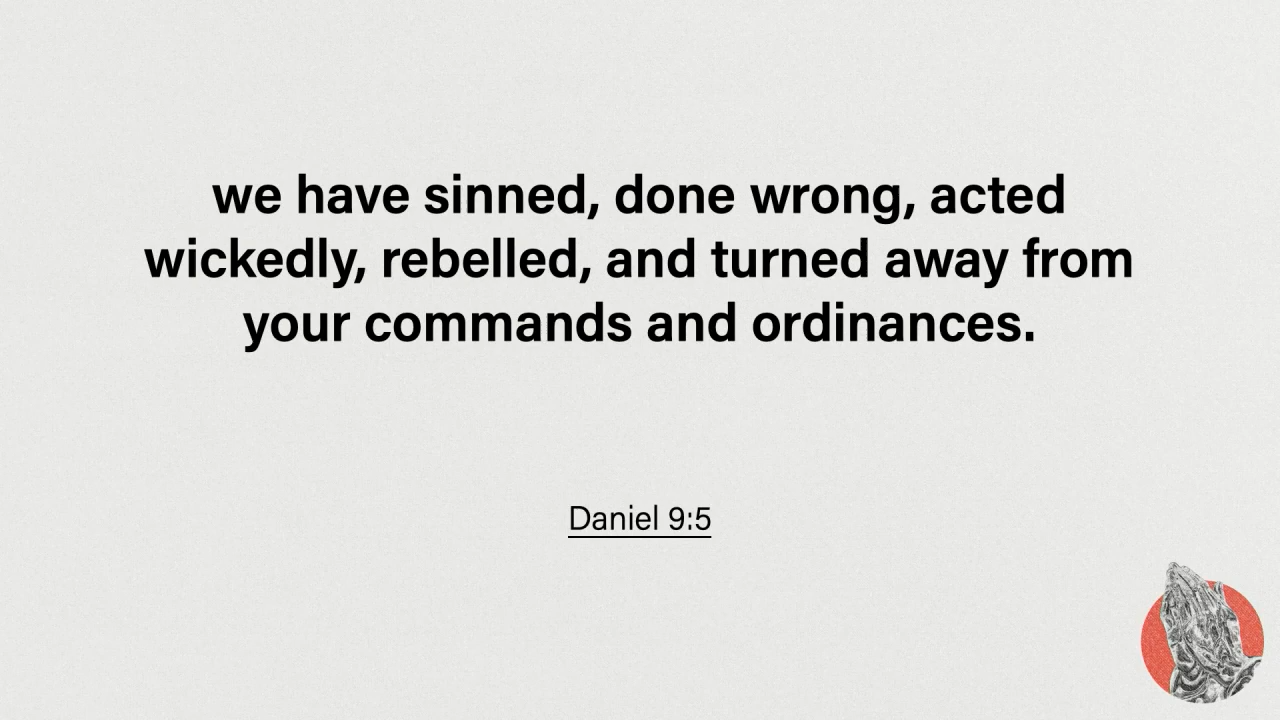 we have sinned, done wrong, acted
wickedly, rebelled, and turned away from
your commands and ordinances.
Daniel 9:5